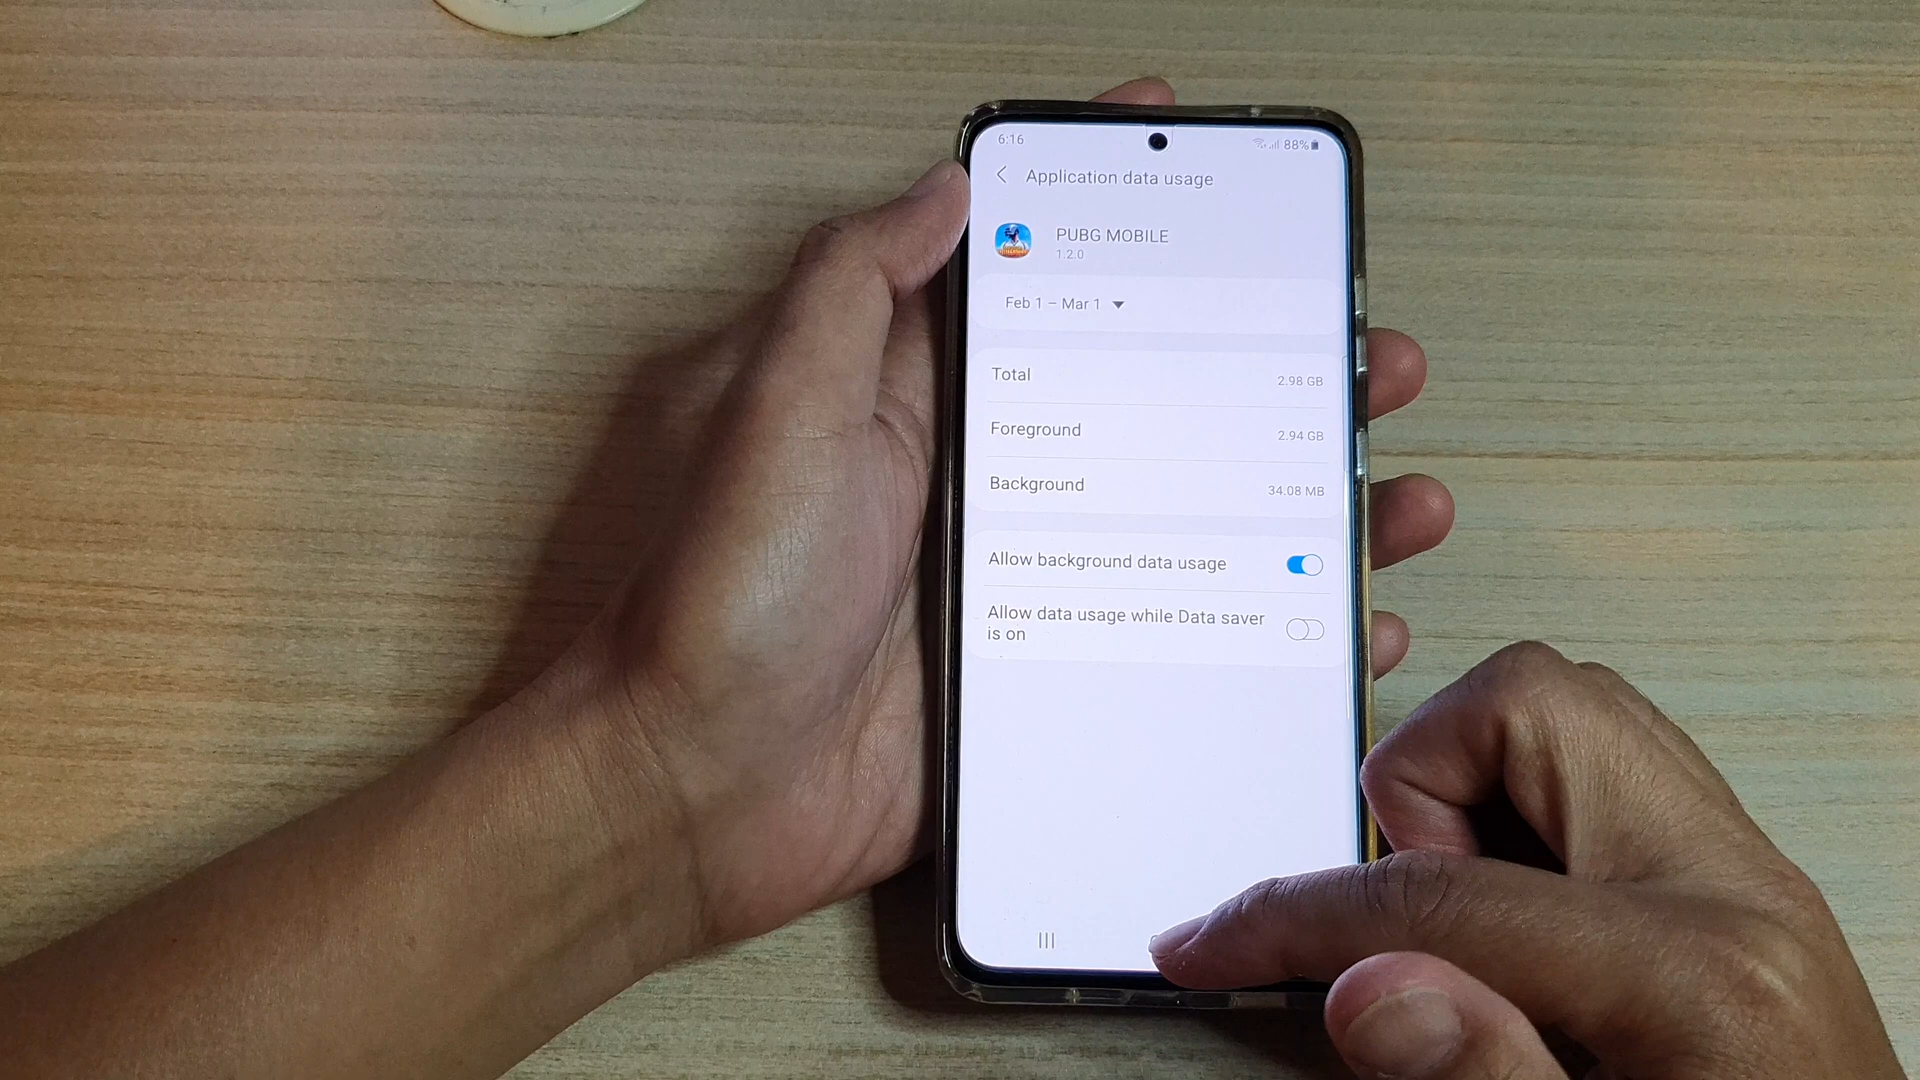 6:16
88%
Application data usage
PUBG MOBILE
1.2.0
Feb 1 – Mar 1
Total
2.98 GB
Foreground
2.94 GB
Background
34.08 MB
Allow background data usage
Allow data usage while Data saver
is on